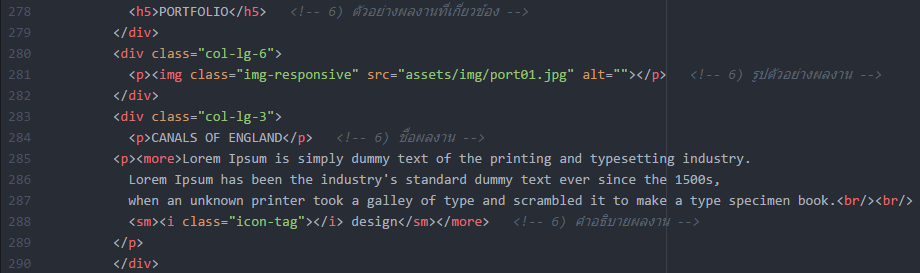 278 <h5>PORTFOLIO</h5> <!-- 6) ตัวอย่างผลงานที่เกี่ยวข้อง -->
279 </div>
280 <div class="col-lg-6">
281 <p><img class="img-responsive" src="assets/img/port01.jpg" alt=""></p> <!-- 6) รูปตัวอย่างผลงาน -->
282 </div>
283 <div class="col-lg-3">
284 <p>CANALS OF ENGLAND</p> <!-- 6) ชื่อผลงาน -->
285 <p><more>Lorem Ipsum is simply dummy text of the printing and typesetting industry.
286 Lorem Ipsum has been the industry's standard dummy text ever since the 1500s,
287 when an unknown printer took a galley of type and scrambled it to make a type specimen book.<br/><br/>
288 <sm><i class="icon-tag"></i> design</sm></more> <!-- 6) คำอธิบายผลงาน -->
289 </p>
290 </div>